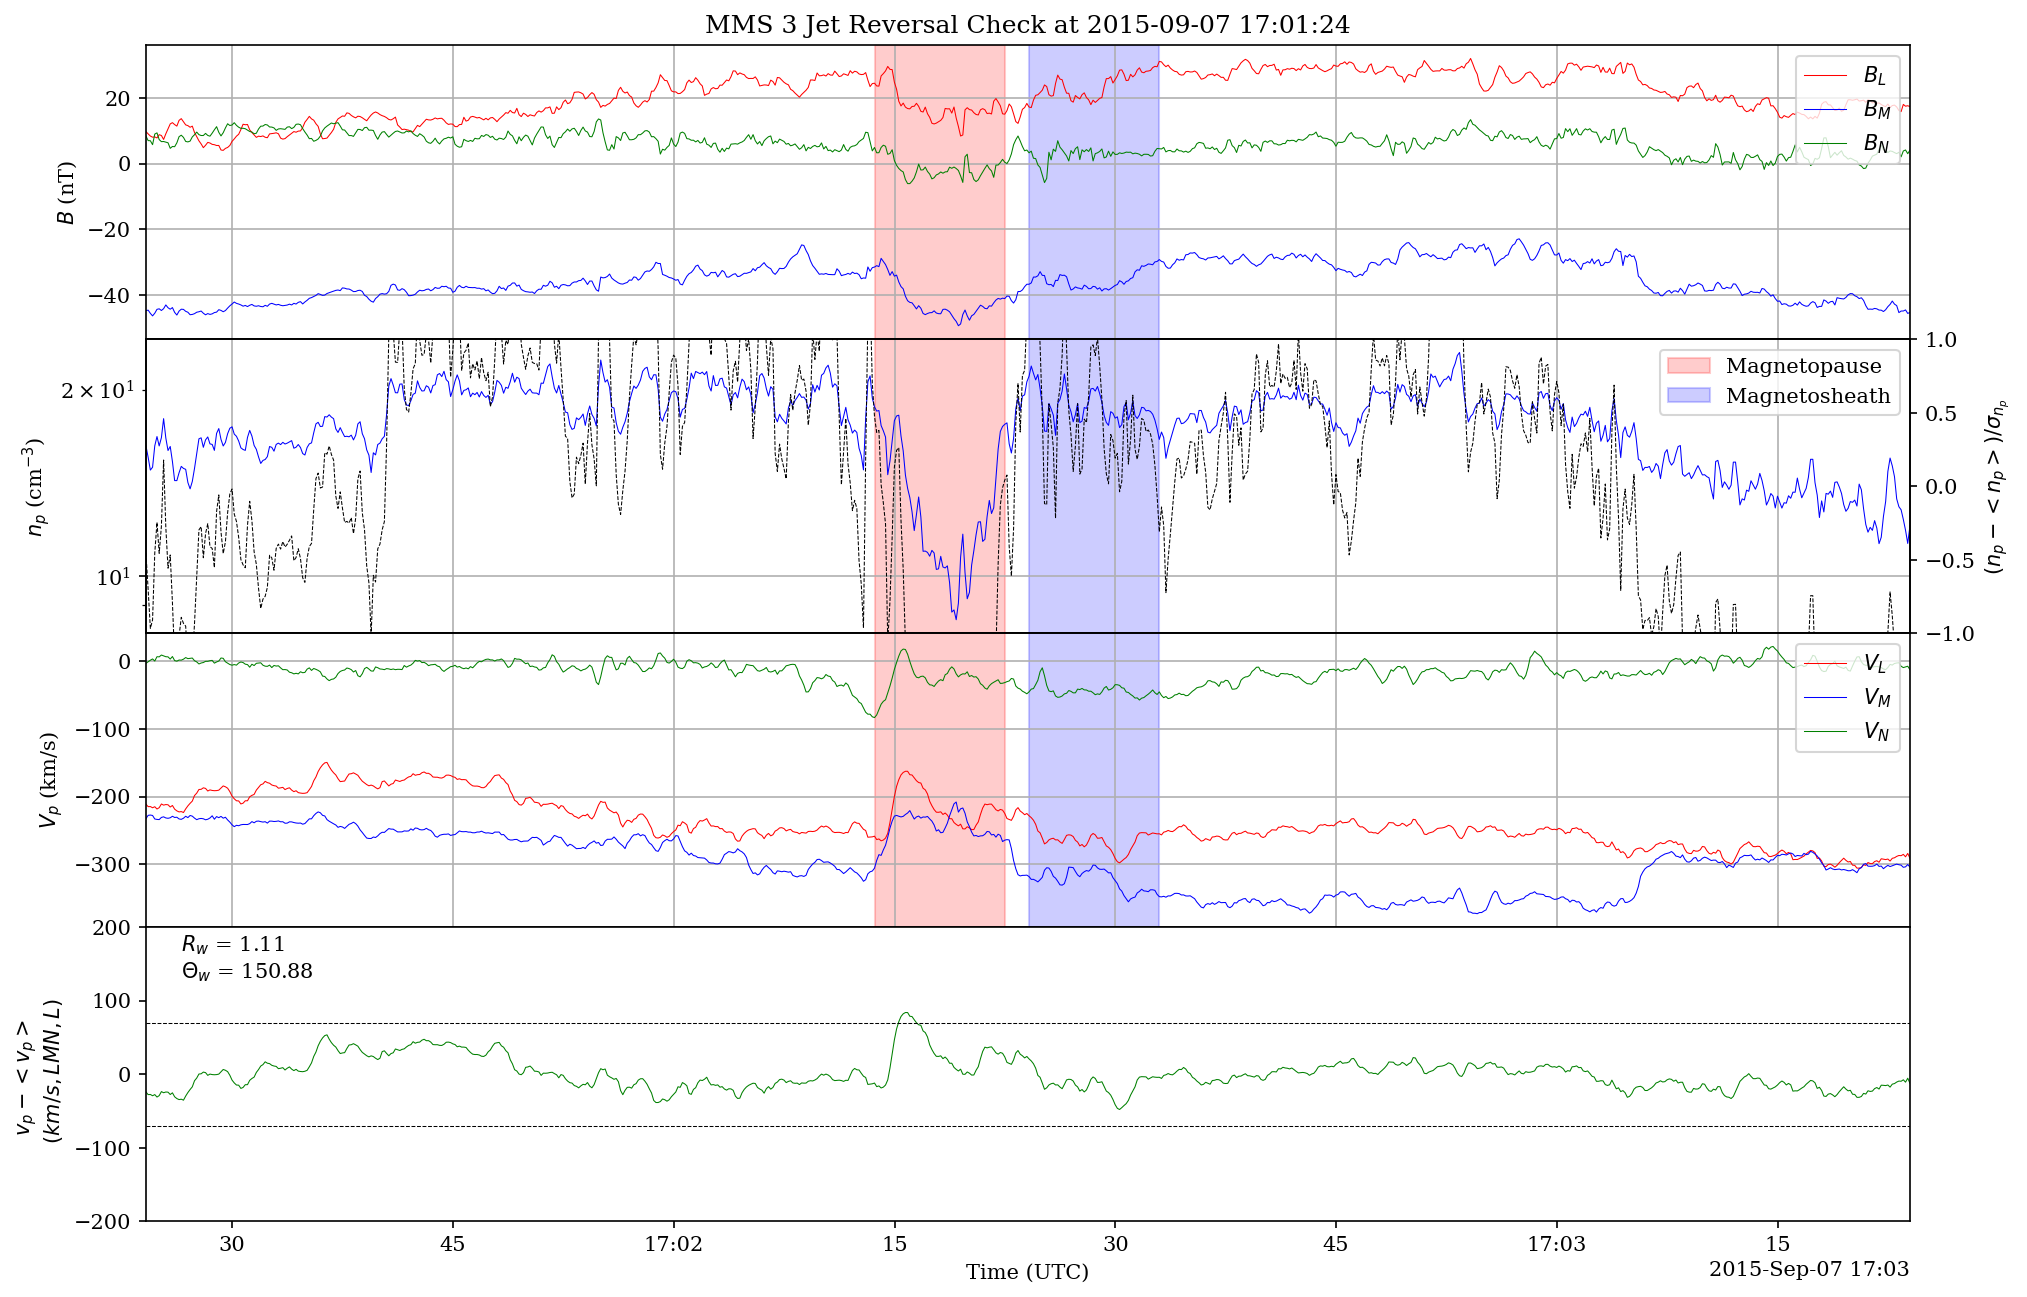 MMS 3 Jet Reversal Check at 2015-09-07 17:01:24
B (nT)
20
0
−20
−40
B_L
B_M
B_N
n_p (cm^{−3})
2 × 10^1
10^1
Magnetopause
Magnetosheath
1.0
0.5
0.0
−0.5
−1.0
(n_p − < n_p >)/σ_{n_p}
V_p (km/s)
0
−100
−200
−300
V_L
V_M
V_N
v_p − < v_p >
(km/s, LMN, L)
200
100
0
−100
−200
R_w = 1.11
Θ_w = 150.88
30 45 17:02 15 30 45 17:03 15
Time (UTC)
2015-Sep-07 17:03